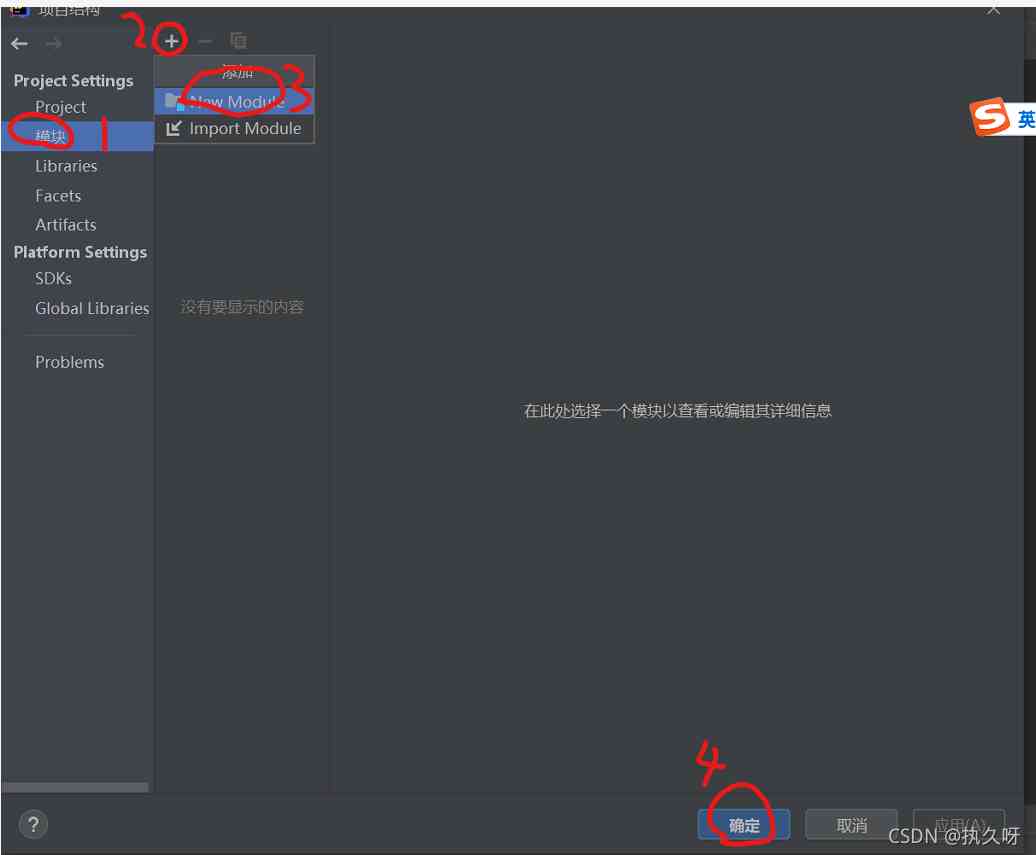 项目结构
2
添加
3
New Module
Import Module
Project Settings
Project
模块
1
Libraries
Facets
Artifacts
Platform Settings
SDKs
Global Libraries
Problems
没有要显示的内容
在此处选择一个模块以查看或编辑其详细信息
S 英
4
?
确定
取消
应用(A)
CSDN @执久呀